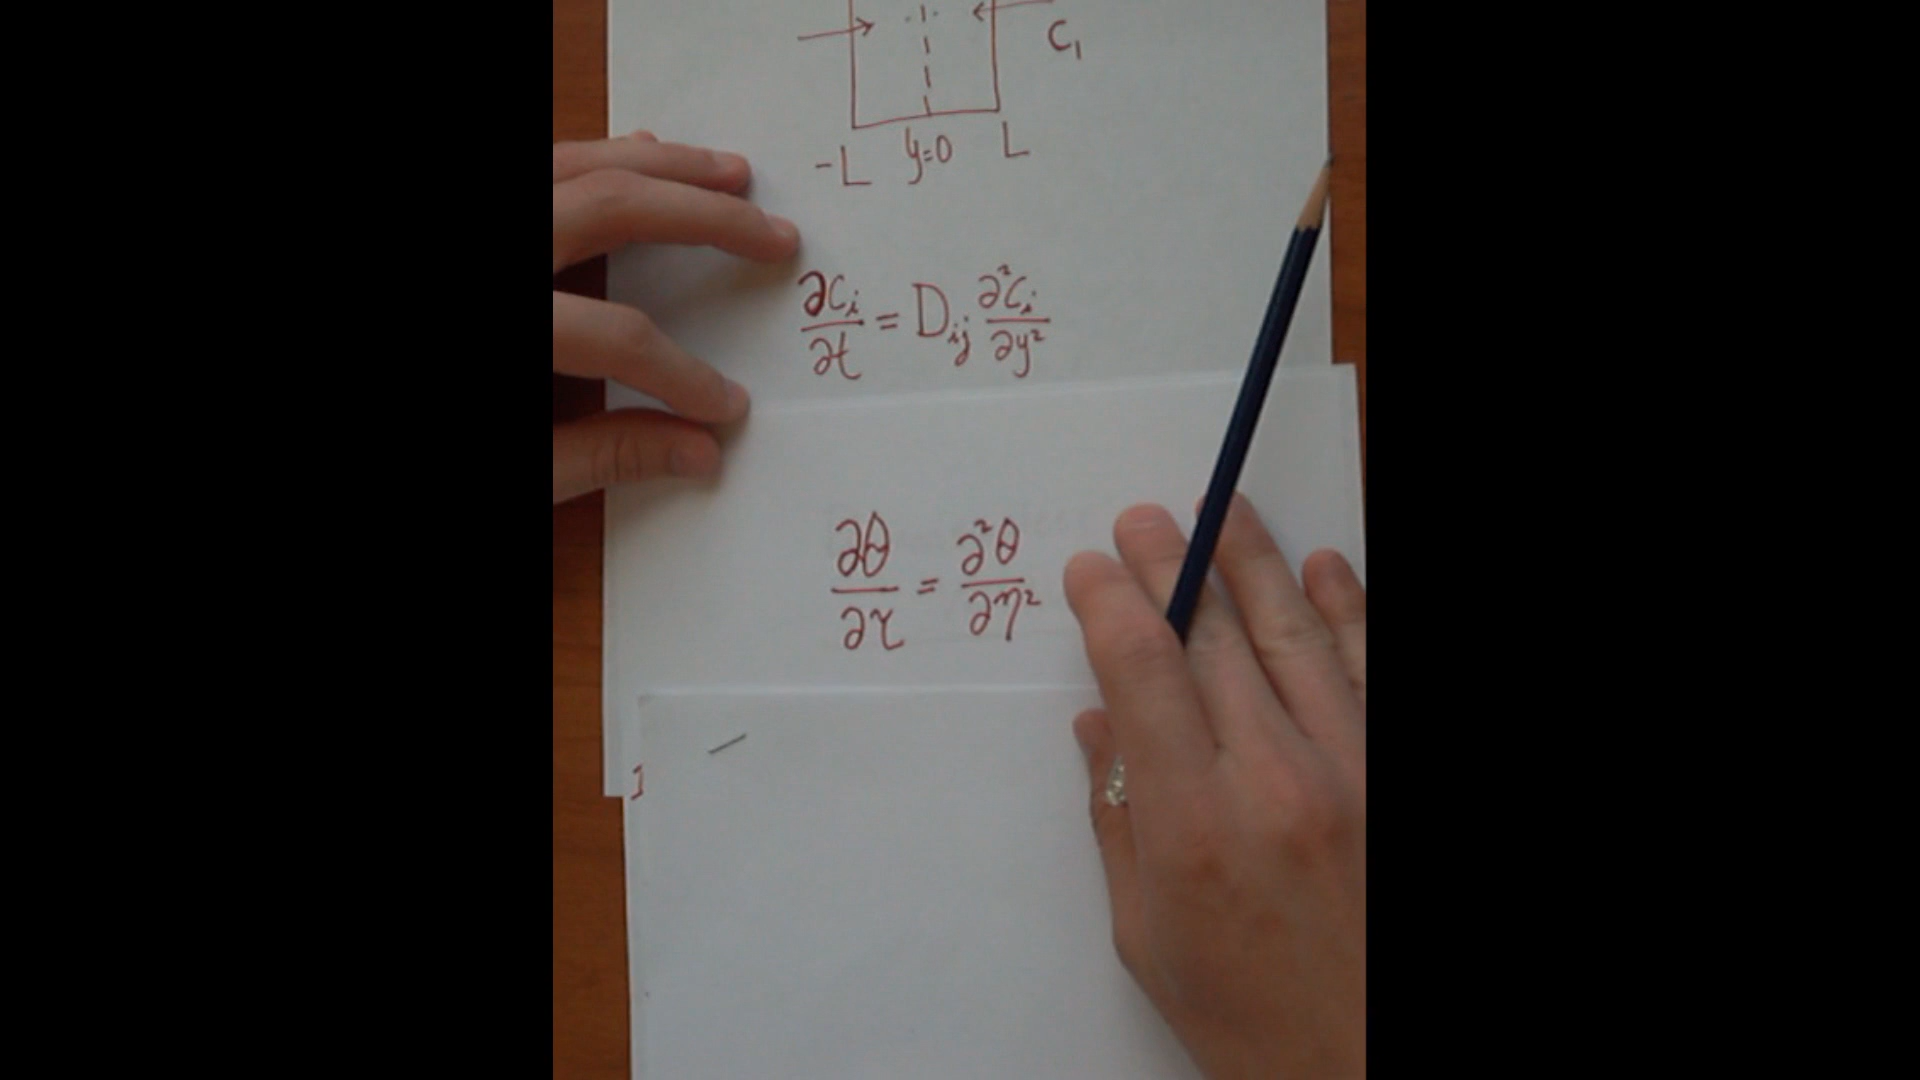 C₁
-L y=0 L
∂Cᵢ/∂t = Dᵢⱼ ∂²Cᵢ/∂y²
∂θ/∂τ = ∂²θ/∂η²